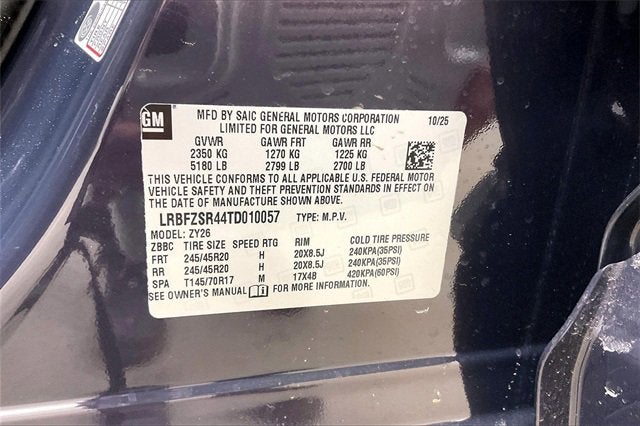 GM
MFD BY SAIC GENERAL MOTORS CORPORATION 10/25
LIMITED FOR GENERAL MOTORS LLC
GVWR GAWR FRT GAWR RR
2350 KG 1270 KG 1225 KG
5180 LB 2799 LB 2700 LB
THIS VEHICLE CONFORMS TO ALL APPLICABLE U.S. FEDERAL MOTOR
VEHICLE SAFETY AND THEFT PREVENTION STANDARDS IN EFFECT ON
THE DATE OF MANUFACTURE SHOWN ABOVE.
LRBFZSR44TD010057 TYPE: M.P.V.
MODEL: ZY26
ZBBC TIRE SIZE SPEED RTG RIM COLD TIRE PRESSURE
FRT 245/45R20 H 20X8.5J 240KPA(35PSI)
RR 245/45R20 H 20X8.5J 240KPA(35PSI)
SPA T145/70R17 M 17X4B 420KPA(60PSI)
SEE OWNER'S MANUAL FOR MORE INFORMATION